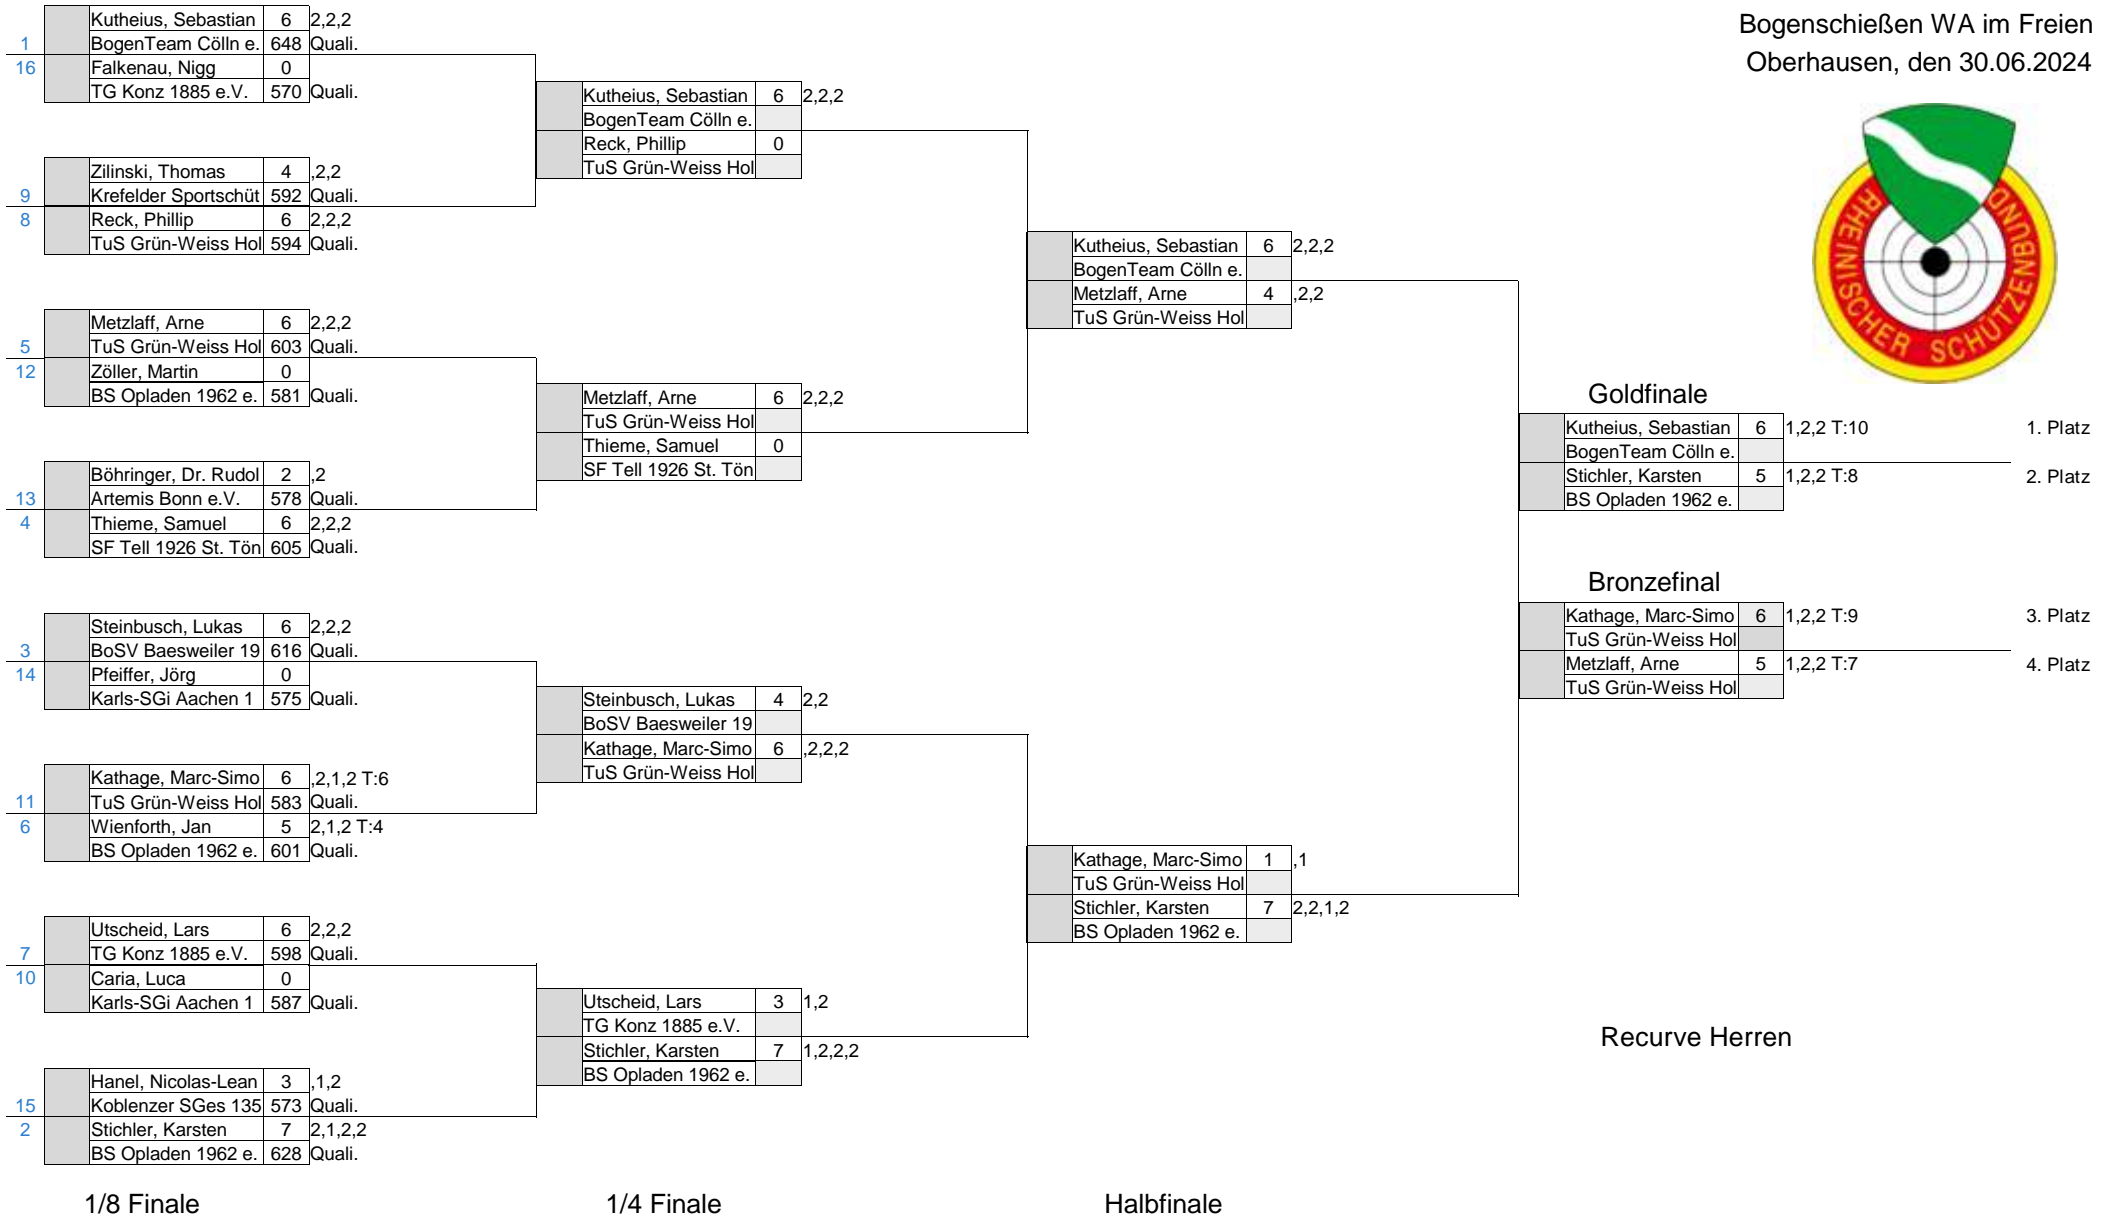 Bogenschießen WA im Freien
Oberhausen, den 30.06.2024
RHEINISCHER SCHÜTZENBUND
Kutheius, Sebastian 6 2,2,2
1 BogenTeam Cölln e. 648 Quali.
16 Falkenau, Nigg 0
TG Konz 1885 e.V. 570 Quali.
Zilinski, Thomas 4 ,2,2
9 Krefelder Sportschüt 592 Quali.
8 Reck, Phillip 6 2,2,2
TuS Grün-Weiss Hol 594 Quali.
Metzlaff, Arne 6 2,2,2
5 TuS Grün-Weiss Hol 603 Quali.
12 Zöller, Martin 0
BS Opladen 1962 e. 581 Quali.
Böhringer, Dr. Rudol 2 ,2
13 Artemis Bonn e.V. 578 Quali.
4 Thieme, Samuel 6 2,2,2
SF Tell 1926 St. Tön 605 Quali.
Steinbusch, Lukas 6 2,2,2
3 BoSV Baesweiler 19 616 Quali.
14 Pfeiffer, Jörg 0
Karls-SGi Aachen 1 575 Quali.
Kathage, Marc-Simo 6 ,2,1,2 T:6
11 TuS Grün-Weiss Hol 583 Quali.
6 Wienforth, Jan 5 2,1,2 T:4
BS Opladen 1962 e. 601 Quali.
Utscheid, Lars 6 2,2,2
7 TG Konz 1885 e.V. 598 Quali.
10 Caria, Luca 0
Karls-SGi Aachen 1 587 Quali.
Hanel, Nicolas-Lean 3 ,1,2
15 Koblenzer SGes 135 573 Quali.
2 Stichler, Karsten 7 2,1,2,2
BS Opladen 1962 e. 628 Quali.
1/8 Finale
Kutheius, Sebastian 6 2,2,2
BogenTeam Cölln e.
Reck, Phillip 0
TuS Grün-Weiss Hol
Metzlaff, Arne 6 2,2,2
TuS Grün-Weiss Hol
Thieme, Samuel 0
SF Tell 1926 St. Tön
Steinbusch, Lukas 4 2,2
BoSV Baesweiler 19
Kathage, Marc-Simo 6 ,2,2,2
TuS Grün-Weiss Hol
Utscheid, Lars 3 1,2
TG Konz 1885 e.V.
Stichler, Karsten 7 1,2,2,2
BS Opladen 1962 e.
1/4 Finale
Kutheius, Sebastian 6 2,2,2
BogenTeam Cölln e.
Metzlaff, Arne 4 ,2,2
TuS Grün-Weiss Hol
Kathage, Marc-Simo 1 ,1
TuS Grün-Weiss Hol
Stichler, Karsten 7 2,2,1,2
BS Opladen 1962 e.
Halbfinale
Goldfinale
Kutheius, Sebastian 6 1,2,2 T:10 1. Platz
BogenTeam Cölln e.
Stichler, Karsten 5 1,2,2 T:8 2. Platz
BS Opladen 1962 e.
Bronzefinal
Kathage, Marc-Simo 6 1,2,2 T:9 3. Platz
TuS Grün-Weiss Hol
Metzlaff, Arne 5 1,2,2 T:7 4. Platz
TuS Grün-Weiss Hol
Recurve Herren